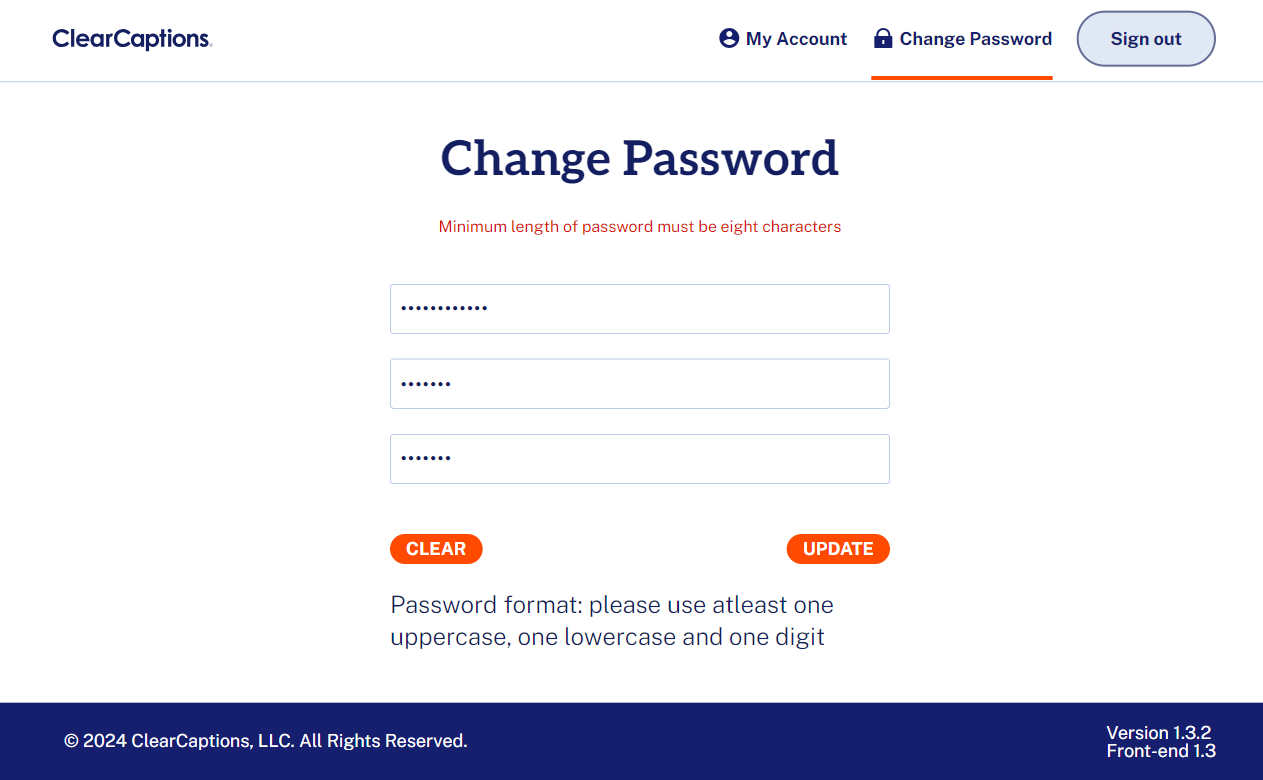 ClearCaptions.
My Account
Change Password
Sign out
Change Password
Minimum length of password must be eight characters
••••••••••••
•••••••
•••••••
CLEAR
UPDATE
Password format: please use atleast one
uppercase, one lowercase and one digit
© 2024 ClearCaptions, LLC. All Rights Reserved.
Version 1.3.2
Front-end 1.3